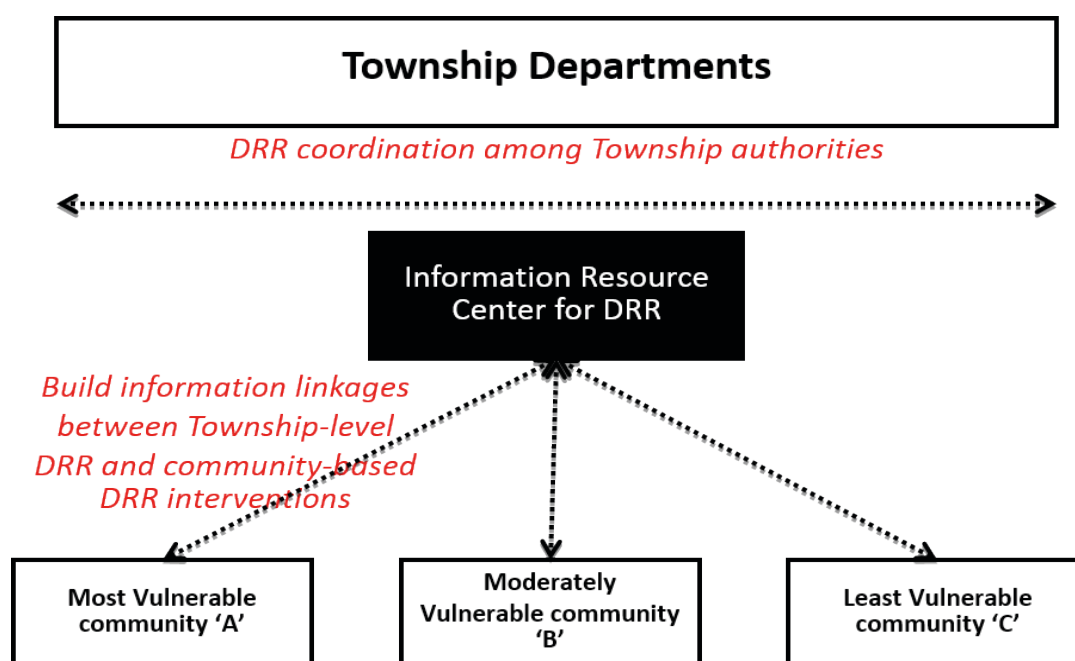 Township Departments
DRR coordination among Township authorities
Information Resource
Center for DRR
Build information linkages
between Township-level
DRR and community-based
DRR interventions
Most Vulnerable
community ‘A’
Moderately
Vulnerable community
‘B’
Least Vulnerable
community ‘C’